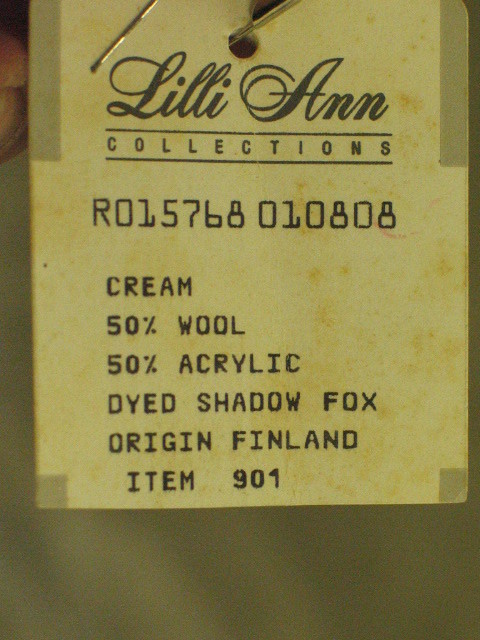 Lilli Ann
COLLECTIONS
R015768 010808
CREAM
50% WOOL
50% ACRYLIC
DYED SHADOW FOX
ORIGIN FINLAND
ITEM 901